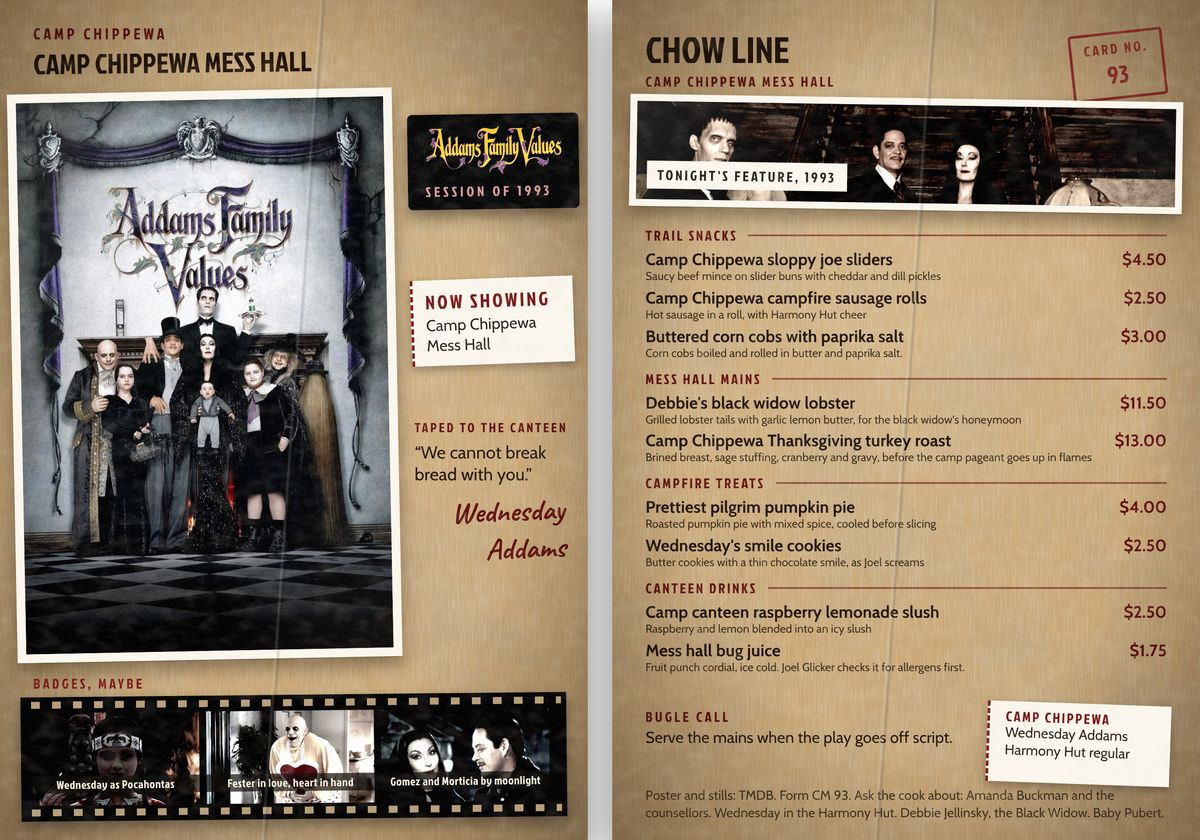 CAMP CHIPPEWA
CAMP CHIPPEWA MESS HALL
Addams Family
Values
Addams Family Values
SESSION OF 1993
NOW SHOWING
Camp Chippewa
Mess Hall
TAPED TO THE CANTEEN
“We cannot break
bread with you.”
Wednesday
Addams
BADGES, MAYBE
Wednesday as Pocahontas
Fester in love, heart in hand
Gomez and Morticia by moonlight
CHOW LINE
CAMP CHIPPEWA MESS HALL
CARD NO.
93
TONIGHT'S FEATURE, 1993
TRAIL SNACKS
Camp Chippewa sloppy joe sliders $4.50
Saucy beef mince on slider buns with cheddar and dill pickles
Camp Chippewa campfire sausage rolls $2.50
Hot sausage in a roll, with Harmony Hut cheer
Buttered corn cobs with paprika salt $3.00
Corn cobs boiled and rolled in butter and paprika salt.
MESS HALL MAINS
Debbie's black widow lobster $11.50
Grilled lobster tails with garlic lemon butter, for the black widow's honeymoon
Camp Chippewa Thanksgiving turkey roast $13.00
Brined breast, sage stuffing, cranberry and gravy, before the camp pageant goes up in flames
CAMPFIRE TREATS
Prettiest pilgrim pumpkin pie $4.00
Roasted pumpkin pie with mixed spice, cooled before slicing
Wednesday's smile cookies $2.50
Butter cookies with a thin chocolate smile, as Joel screams
CANTEEN DRINKS
Camp canteen raspberry lemonade slush $2.50
Raspberry and lemon blended into an icy slush
Mess hall bug juice $1.75
Fruit punch cordial, ice cold. Joel Glicker checks it for allergens first.
BUGLE CALL
Serve the mains when the play goes off script.
CAMP CHIPPEWA
Wednesday Addams
Harmony Hut regular
Poster and stills: TMDB. Form CM 93. Ask the cook about: Amanda Buckman and the
counsellors. Wednesday in the Harmony Hut. Debbie Jellinsky, the Black Widow. Baby Pubert.